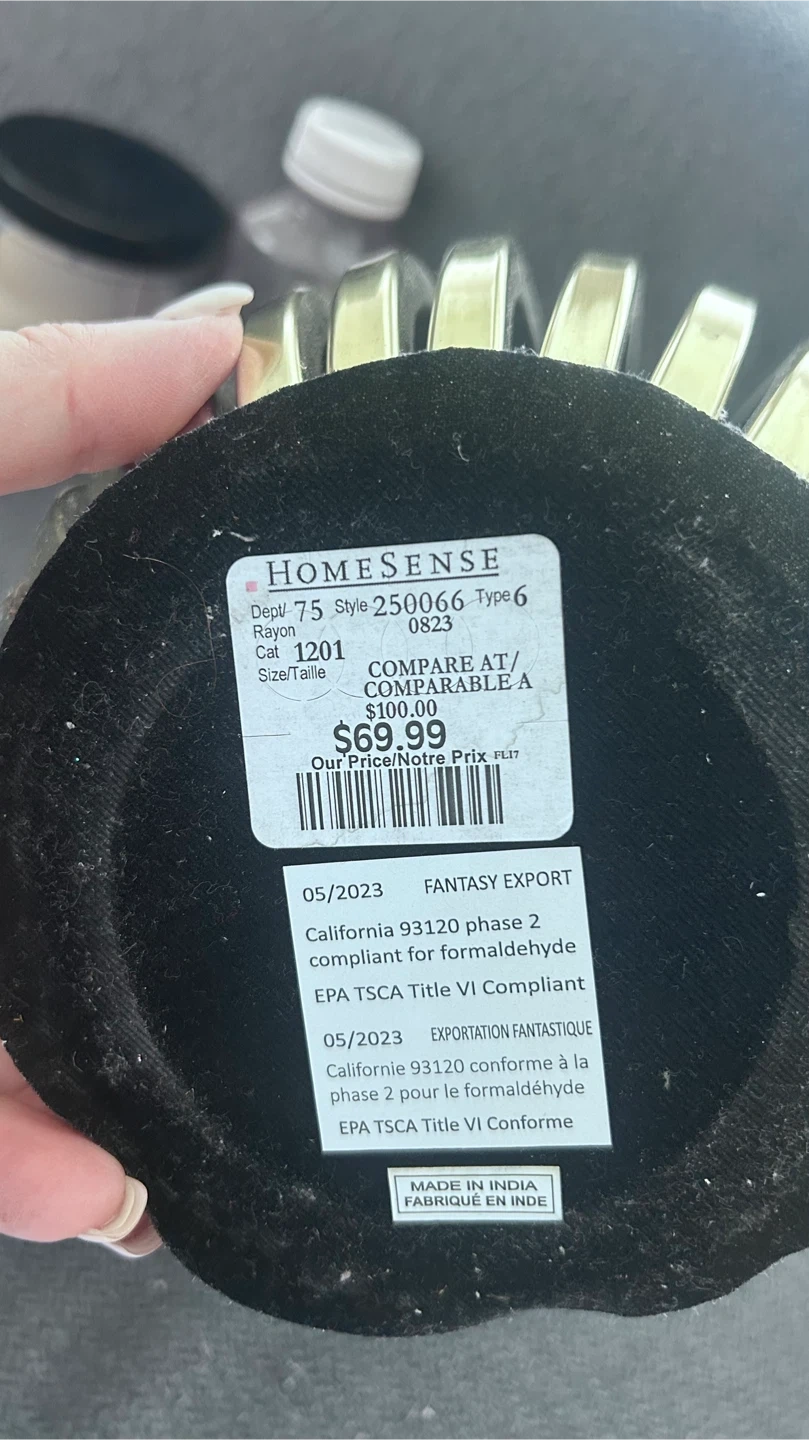 HOMESENSE
Dept/ 75 Style 250066 Type 6
Rayon 0823
Cat 1201
Size/Taille
COMPARE AT/
COMPARABLE A
$100.00
$69.99
Our Price/Notre Prix FL17
05/2023 FANTASY EXPORT
California 93120 phase 2
compliant for formaldehyde
EPA TSCA Title VI Compliant
05/2023 EXPORTATION FANTASTIQUE
Californie 93120 conforme à la
phase 2 pour le formaldéhyde
EPA TSCA Title VI Conforme
MADE IN INDIA
FABRIQUÉ EN INDE